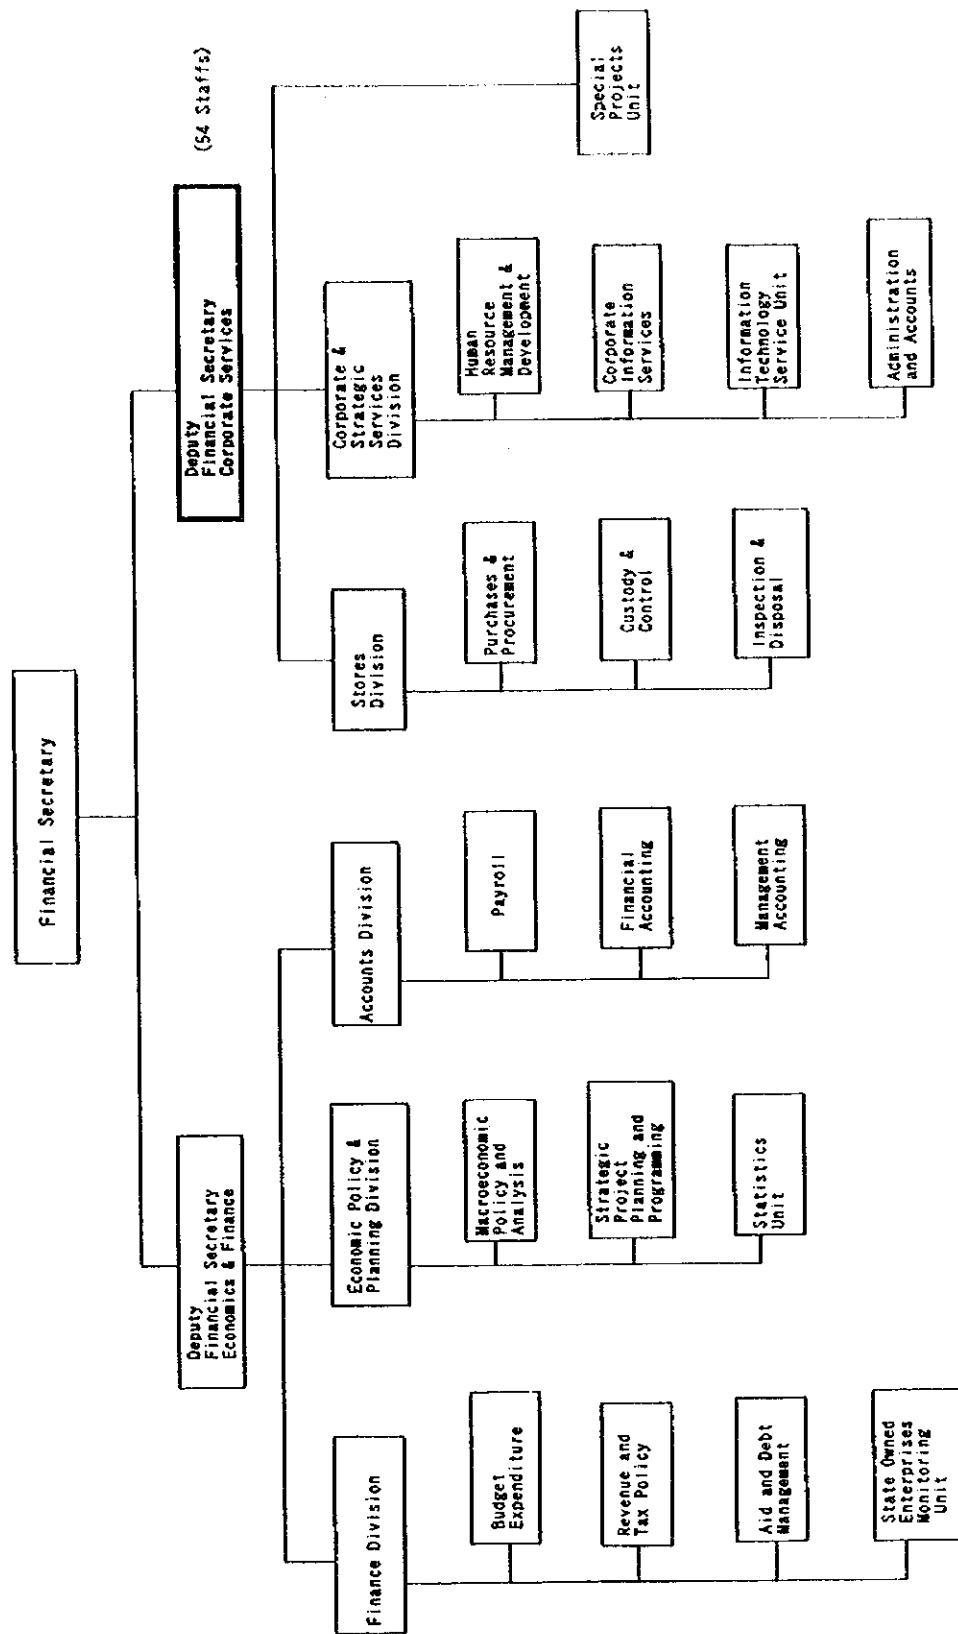 Financial Secretary
Deputy
Financial Secretary
Economics & Finance
Deputy
Financial Secretary
Corporate Services
(54 Staffs)
Finance Division
Economic Policy &
Planning Division
Accounts Division
Stores
Division
Corporate &
Strategic
Services
Division
Budget
Expenditure
Macroeconomic
Policy and
Analysis
Payroll
Purchases &
Procurement
Human
Resource
Management &
Development
Special
Projects
Unit
Revenue and
Tax Policy
Strategic
Project
Planning and
Programming
Financial
Accounting
Custody &
Control
Corporate
Information
Services
Aid and Debt
Management
Statistics
Unit
Management
Accounting
Inspection &
Disposal
Information
Technology
Service Unit
State Owned
Enterprises
Monitoring
Unit
Administration
and Accounts